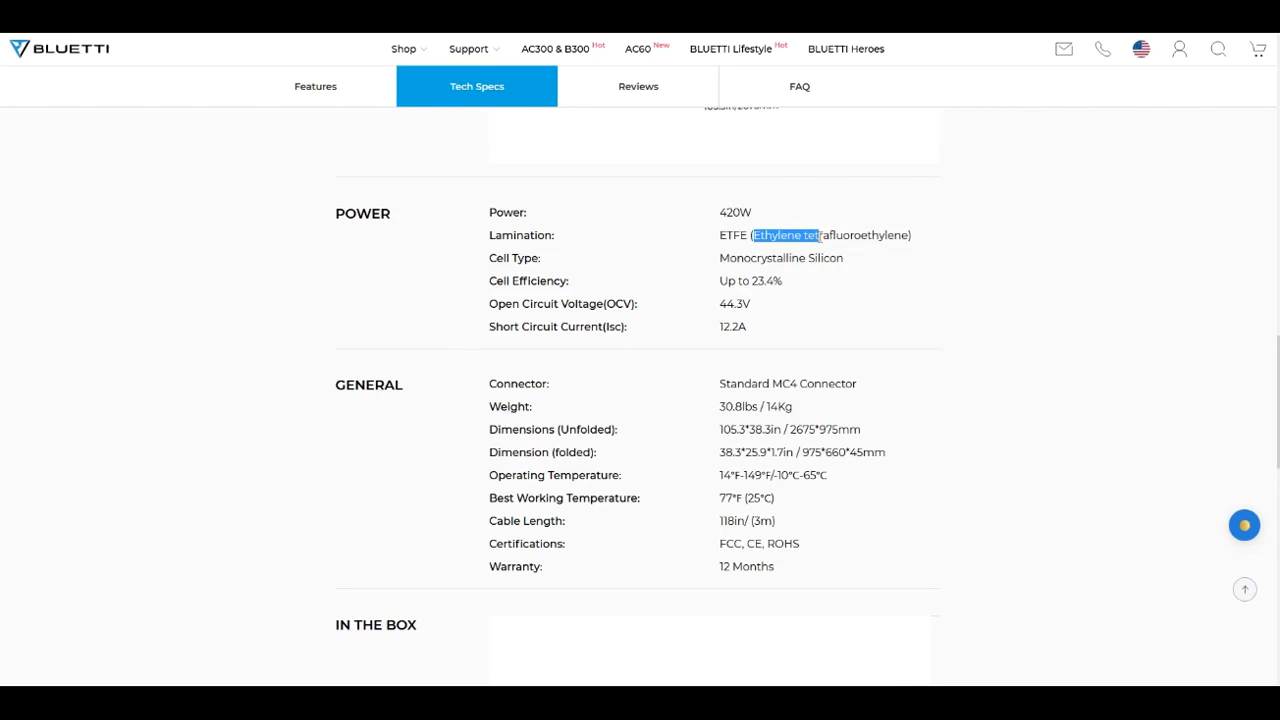 BLUETTI Shop Support AC300 & B300 Hot AC60 New BLUETTI Lifestyle Hot BLUETTI Heroes
Features Tech Specs Reviews FAQ
POWER
Power: 420W
Lamination: ETFE (Ethylene tetrafluoroethylene)
Cell Type: Monocrystalline Silicon
Cell Efficiency: Up to 23.4%
Open Circuit Voltage(OCV): 44.3V
Short Circuit Current(Isc): 12.2A
GENERAL
Connector: Standard MC4 Connector
Weight: 30.8lbs / 14Kg
Dimensions (Unfolded): 105.3*38.3in / 2675*975mm
Dimension (folded): 38.3*25.9*1.7in / 975*660*45mm
Operating Temperature: 14°F-149°F/-10°C-65°C
Best Working Temperature: 77°F (25°C)
Cable Length: 118in/ (3m)
Certifications: FCC, CE, ROHS
Warranty: 12 Months
IN THE BOX